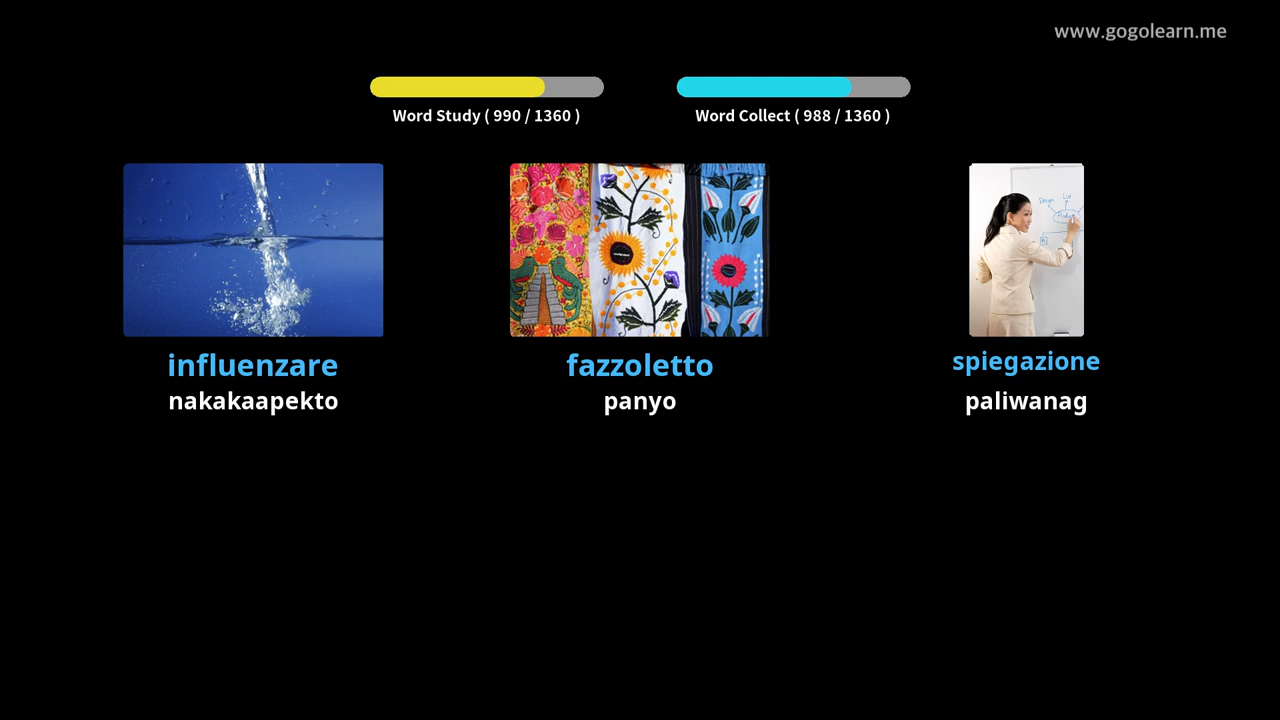 www.gogolearn.me
Word Study ( 990 / 1360 )
Word Collect ( 988 / 1360 )
influenzare
nakakaapekto
fazzoletto
panyo
spiegazione
paliwanag